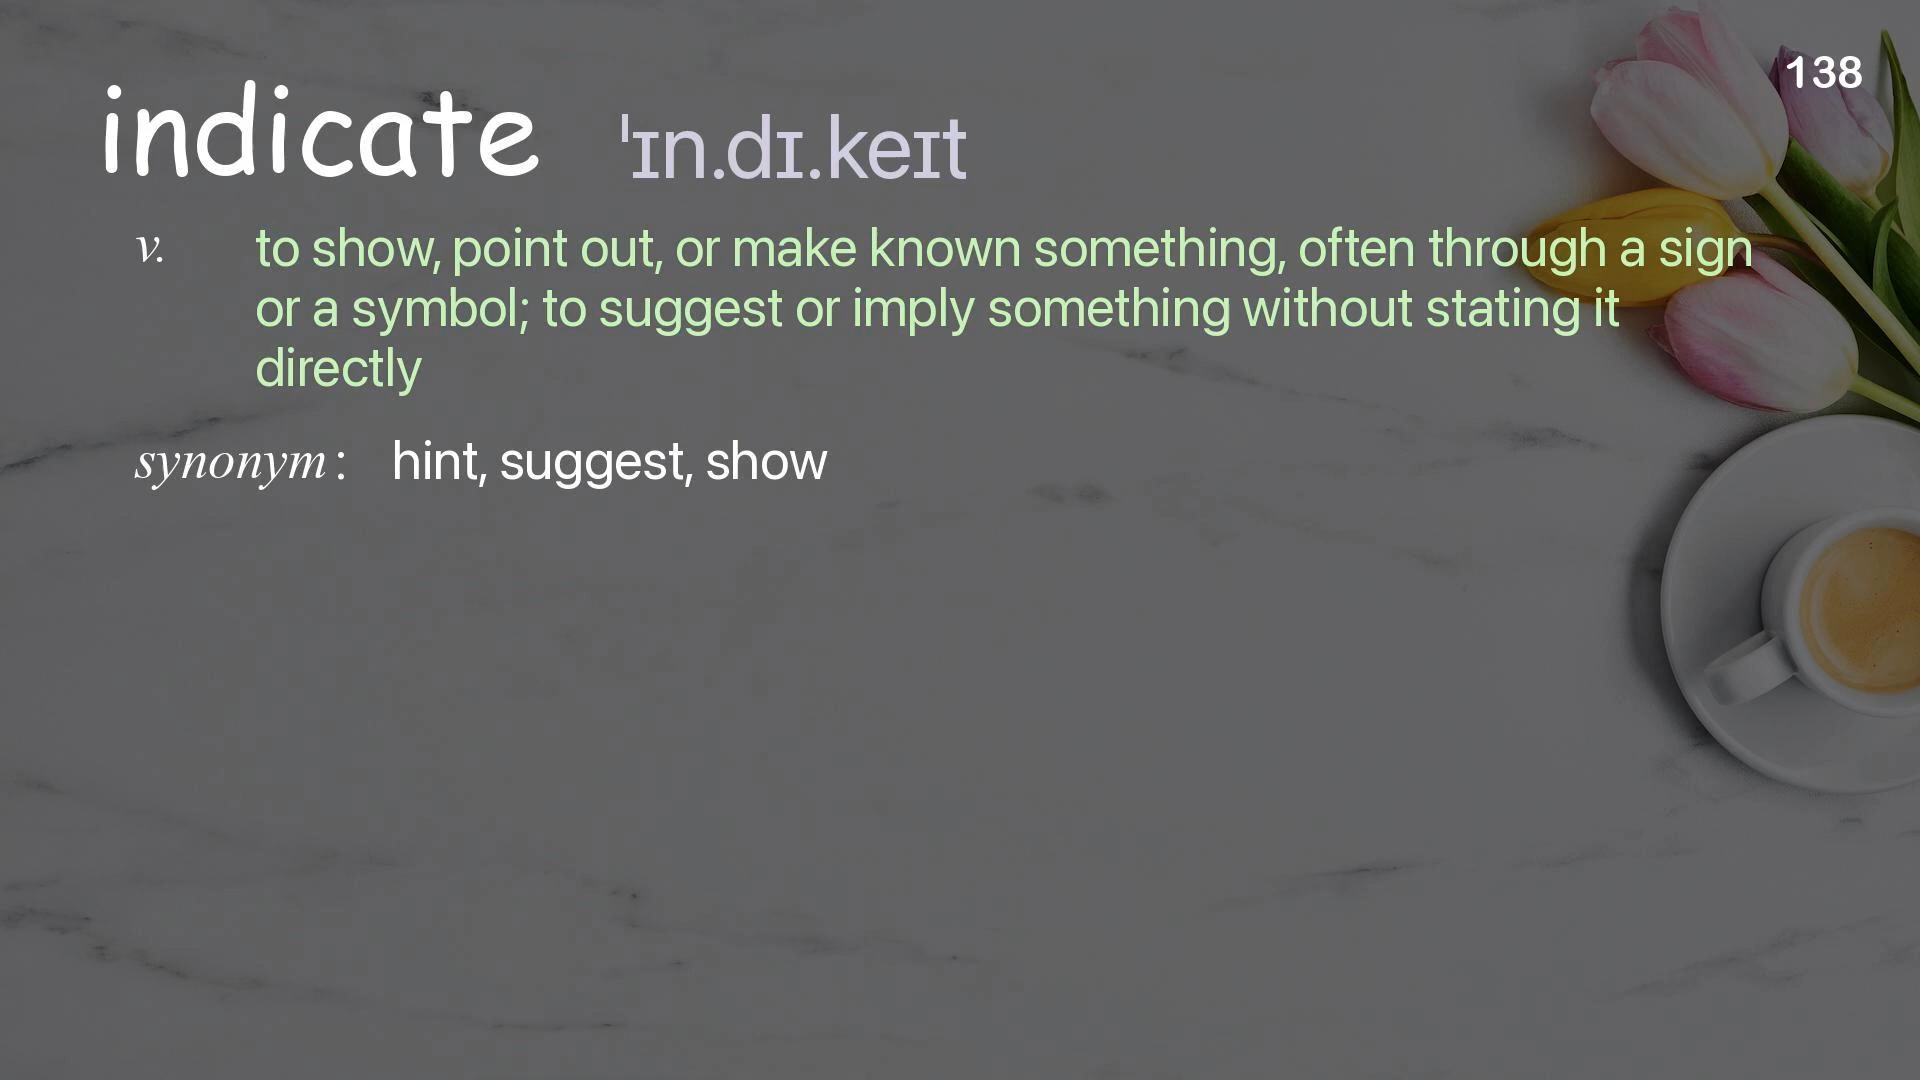 138
indicate ˈɪn.dɪ.keɪt
v. to show, point out, or make known something, often through a sign
or a symbol; to suggest or imply something without stating it
directly
synonym: hint, suggest, show